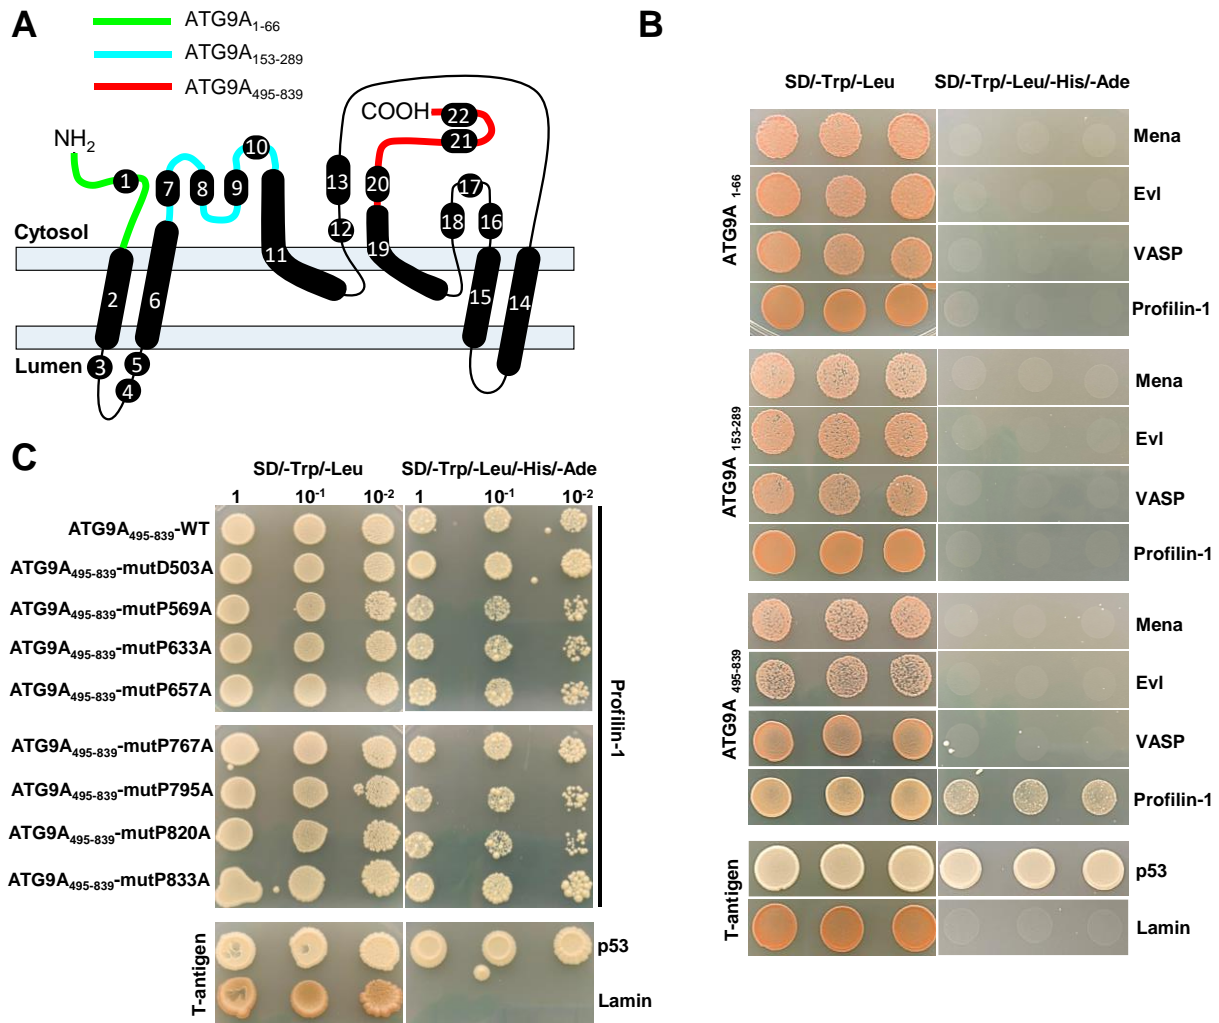 A
ATG9A1-66
ATG9A153-289
ATG9A495-839
NH2
COOH
1
2
3
4
5
6
7
8
9
10
11
12
13
14
15
16
17
18
19
20
21
22
Cytosol
Lumen
B
SD/-Trp/-Leu
SD/-Trp/-Leu/-His/-Ade
ATG9A 1-66
Mena
Evl
VASP
Profilin-1
ATG9A 153-289
Mena
Evl
VASP
Profilin-1
ATG9A 495-839
Mena
Evl
VASP
Profilin-1
T-antigen
p53
Lamin
C
SD/-Trp/-Leu
SD/-Trp/-Leu/-His/-Ade
1 10-1 10-2 1 10-1 10-2
ATG9A495-839-WT
ATG9A495-839-mutD503A
ATG9A495-839-mutP569A
ATG9A495-839-mutP633A
ATG9A495-839-mutP657A
ATG9A495-839-mutP767A
ATG9A495-839-mutP795A
ATG9A495-839-mutP820A
ATG9A495-839-mutP833A
Profilin-1
T-antigen
p53
Lamin